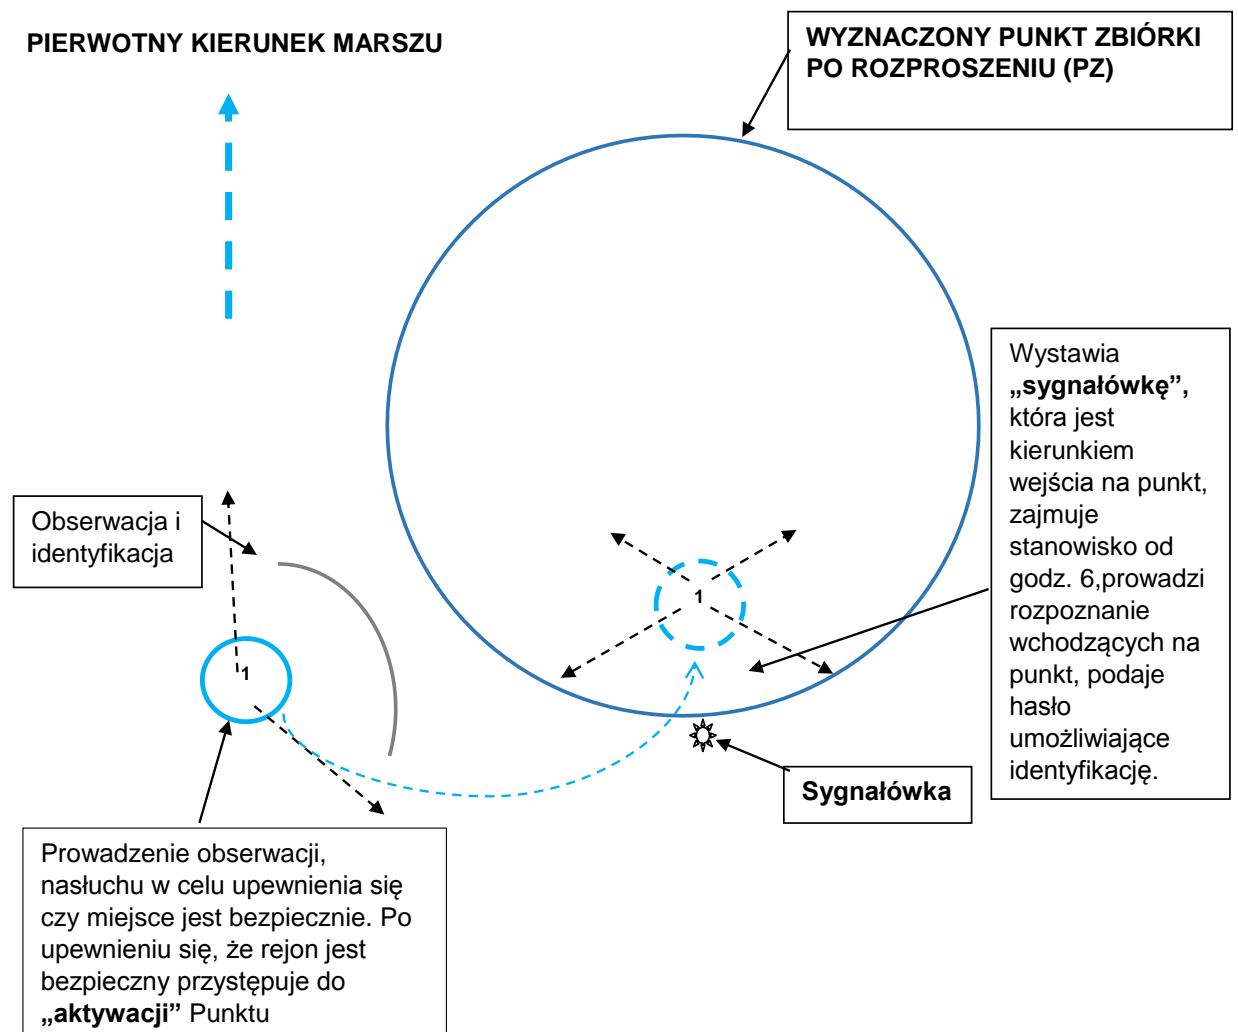 PIERWOTNY KIERUNEK MARSZU
WYZNACZONY PUNKT ZBIÓRKI
PO ROZPROSZENIU (PZ)
Wystawia
„sygnałówkę”,
która jest
kierunkiem
wejścia na punkt,
zajmuje
stanowisko od
godz. 6,prowadzi
rozpoznanie
wchodzących na
punkt, podaje
hasło
umożliwiające
identyfikację.
Obserwacja i
identyfikacja
1
1
Sygnałówka
Prowadzenie obserwacji,
nasłuchu w celu upewnienia się
czy miejsce jest bezpiecznie. Po
upewnieniu się, że rejon jest
bezpieczny przystępuje do
„aktywacji” Punktu